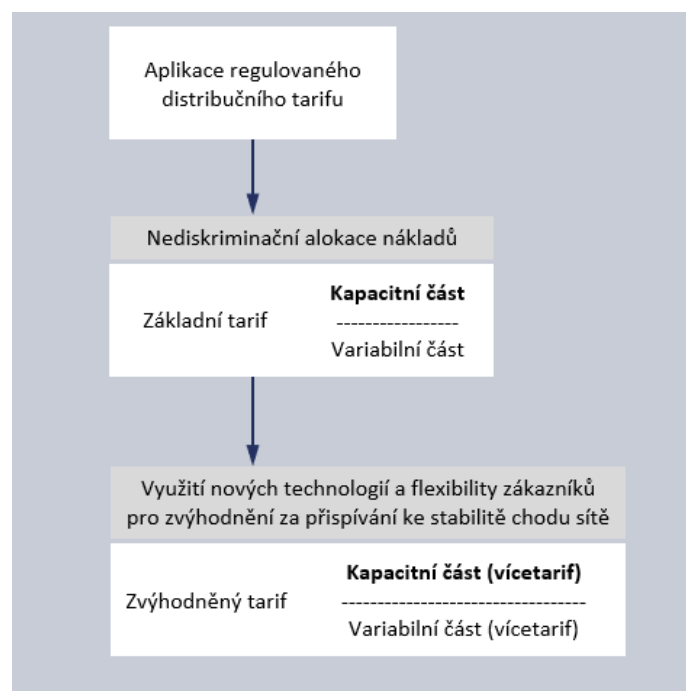 Aplikace regulovaného
distribučního tarifu
Nediskriminační alokace nákladů
Základní tarif
Kapacitní část
-----------------
Variabilní část
Využití nových technologií a flexibility zákazníků
pro zvýhodnění za přispívání ke stabilitě chodu sítě
Zvýhodněný tarif
Kapacitní část (vícetarif)
----------------------------------
Variabilní část (vícetarif)